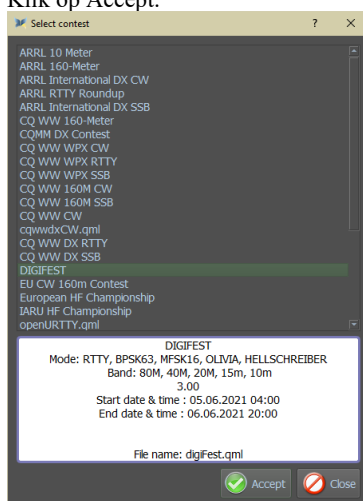 Klik op Accept.
Select contest ? ×
ARRL 10 Meter
ARRL 160-Meter
ARRL International DX CW
ARRL RTTY Roundup
ARRL International DX SSB
CQ WW 160-Meter
CQMM DX Contest
CQ WW WPX CW
CQ WW WPX RTTY
CQ WW WPX SSB
CQ WW 160M CW
CQ WW 160M SSB
CQ WW CW
cqwwdxCW.qml
CQ WW DX RTTY
CQ WW DX SSB
DIGIFEST
EU CW 160m Contest
European HF Championship
IARU HF Championship
openURTTY.qml
DIGIFEST
Mode: RTTY, BPSK63, MFSK16, OLIVIA, HELLSCHREIBER
Band: 80M, 40M, 20M, 15m, 10m
3.00
Start date & time : 05.06.2021 04:00
End date & time : 06.06.2021 20:00
File name: digiFest.qml
Accept Close